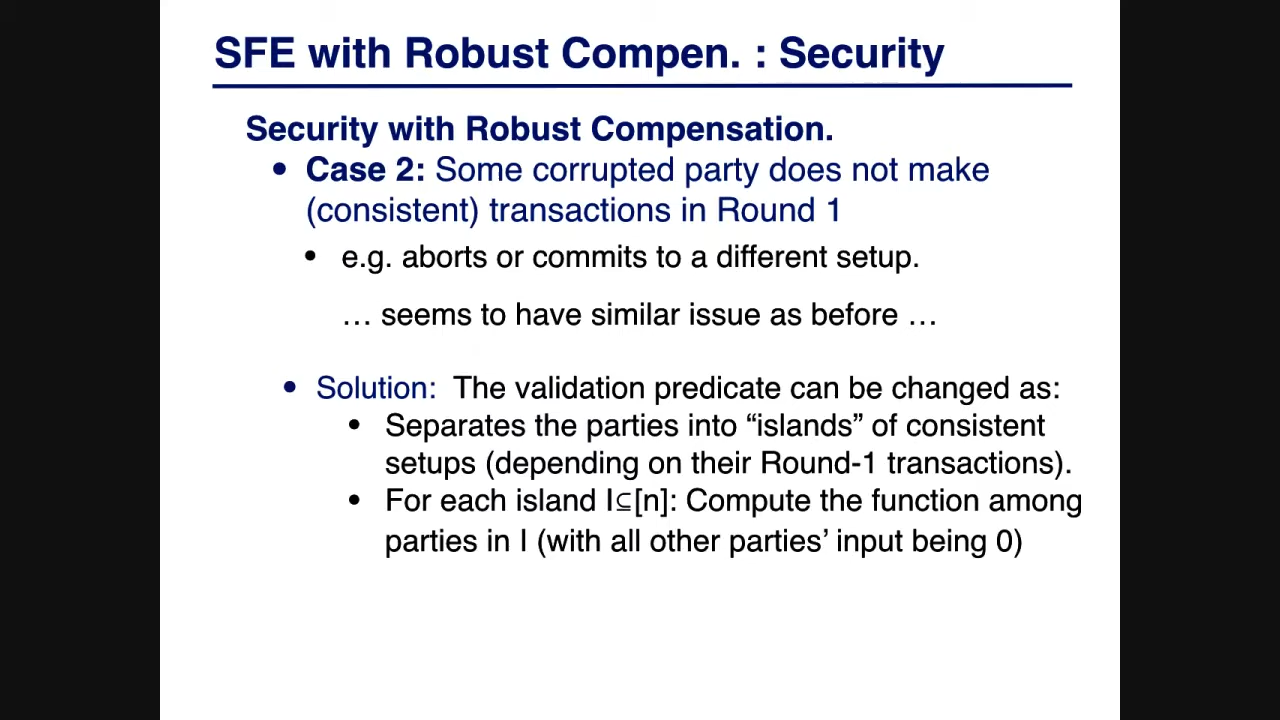 SFE with Robust Compen. : Security
Security with Robust Compensation.
• Case 2: Some corrupted party does not make
(consistent) transactions in Round 1
• e.g. aborts or commits to a different setup.
… seems to have similar issue as before …
• Solution: The validation predicate can be changed as:
• Separates the parties into “islands” of consistent
setups (depending on their Round-1 transactions).
• For each island I⊆[n]: Compute the function among
parties in I (with all other parties’ input being 0)